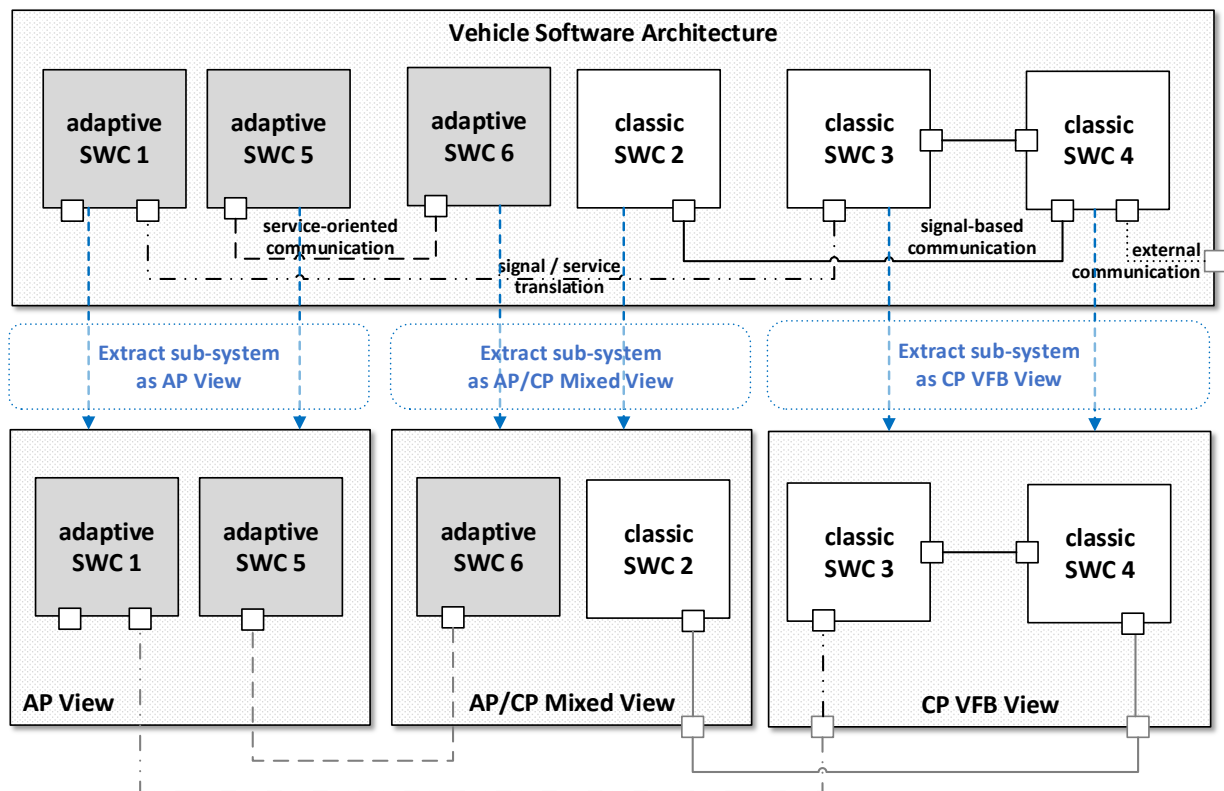 Vehicle Software Architecture
adaptive
SWC 1
adaptive
SWC 5
adaptive
SWC 6
classic
SWC 2
classic
SWC 3
classic
SWC 4
service-oriented
communication
signal-based
communication
external
communication
signal / service
translation
Extract sub-system
as AP View
Extract sub-system
as AP/CP Mixed View
Extract sub-system
as CP VFB View
adaptive
SWC 1
adaptive
SWC 5
adaptive
SWC 6
classic
SWC 2
classic
SWC 3
classic
SWC 4
AP View
AP/CP Mixed View
CP VFB View